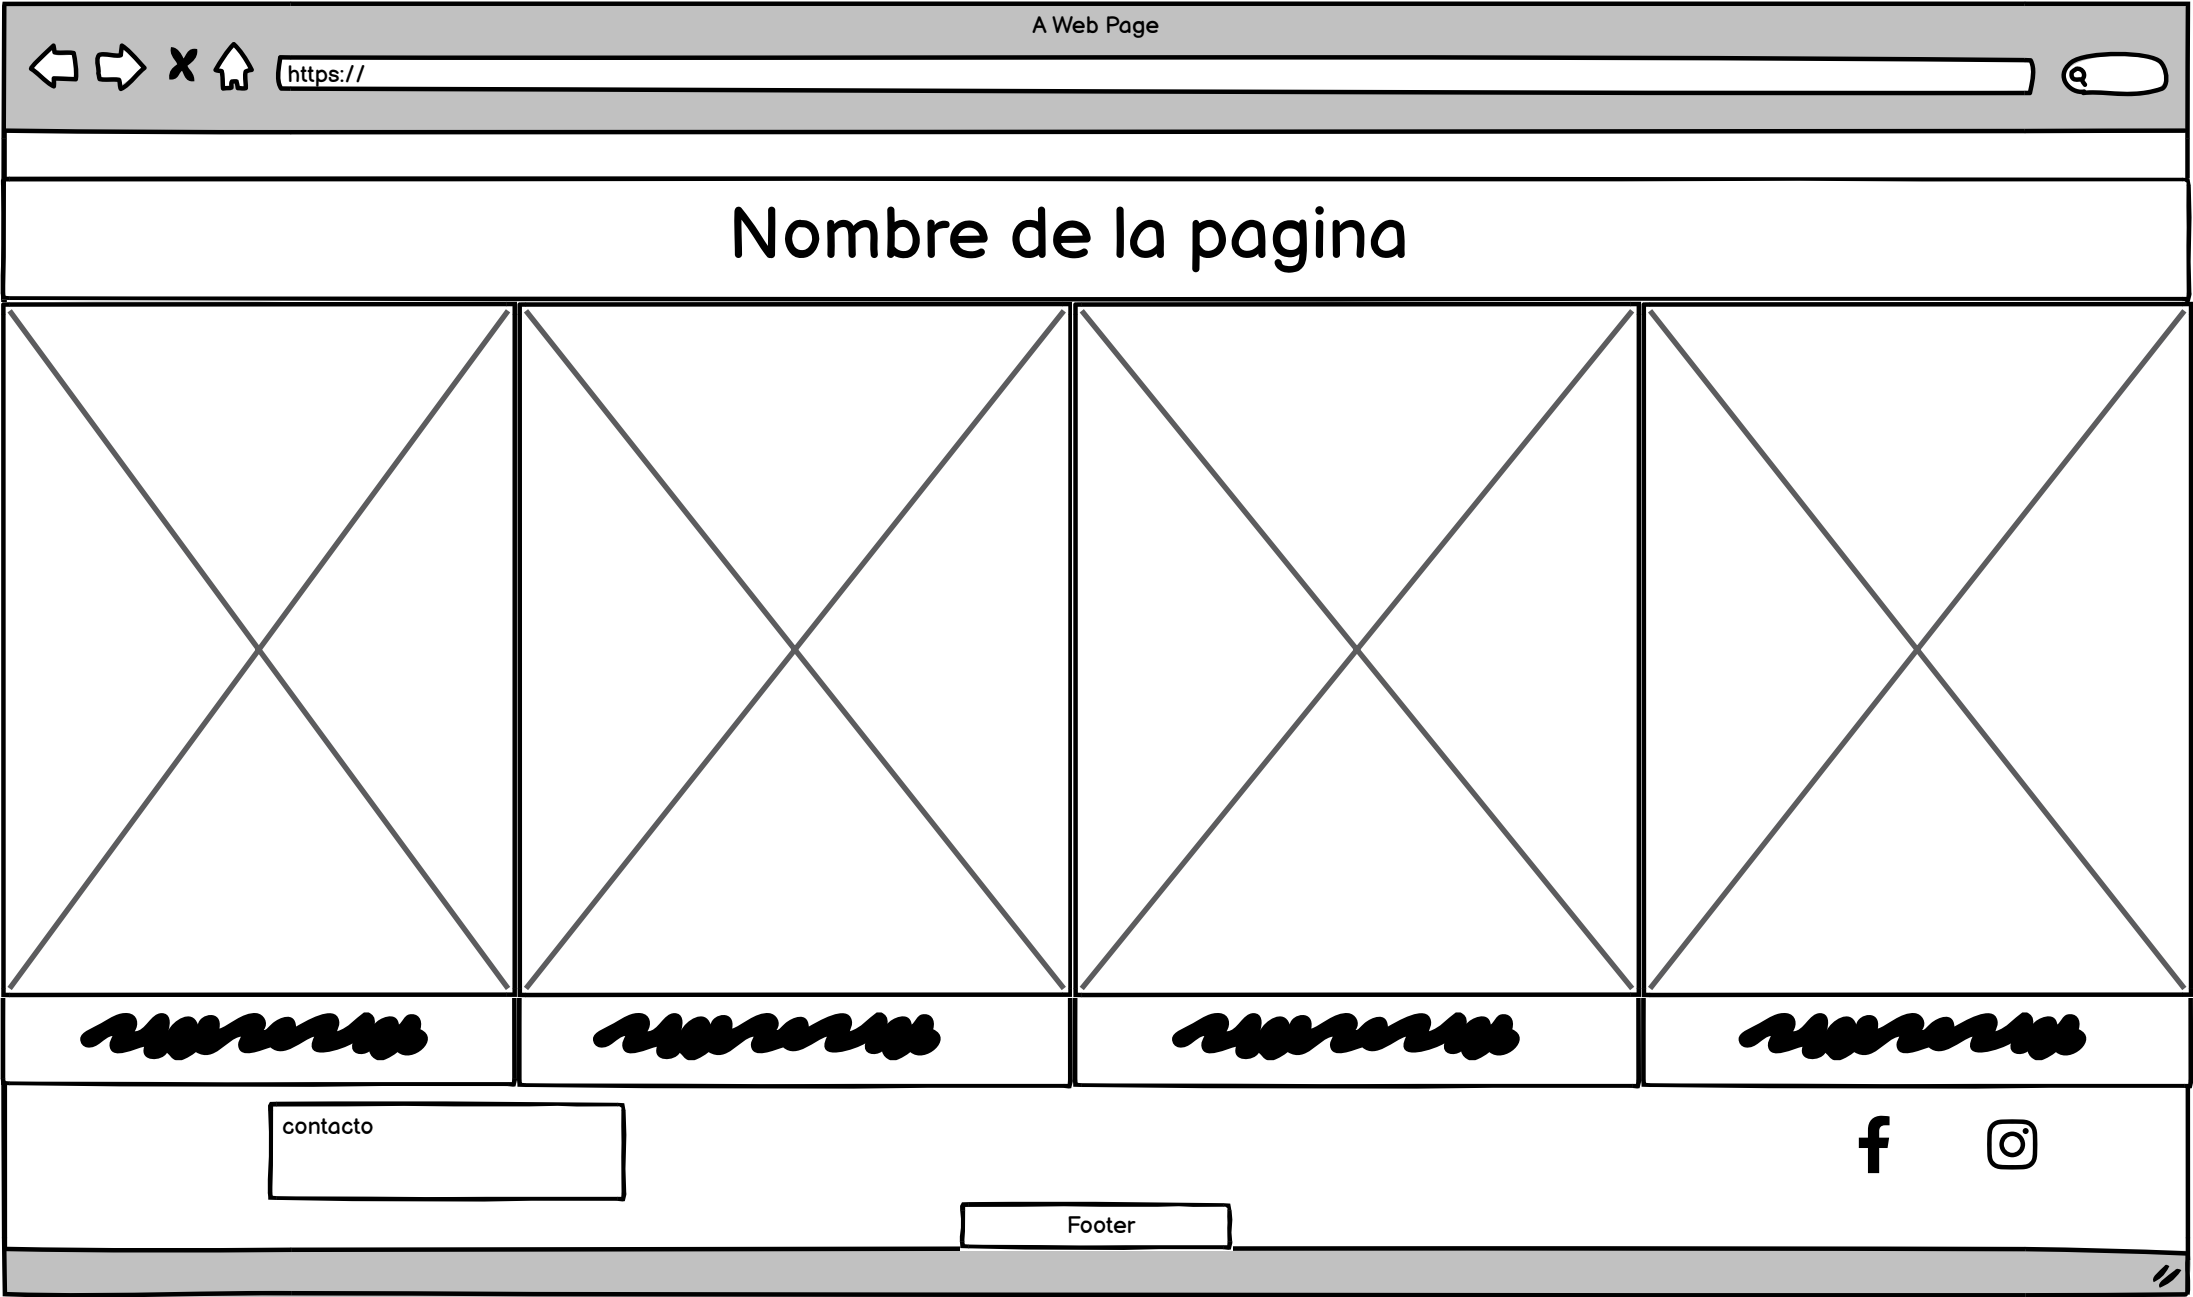 A Web Page
https://
Nombre de la pagina
contacto
Footer